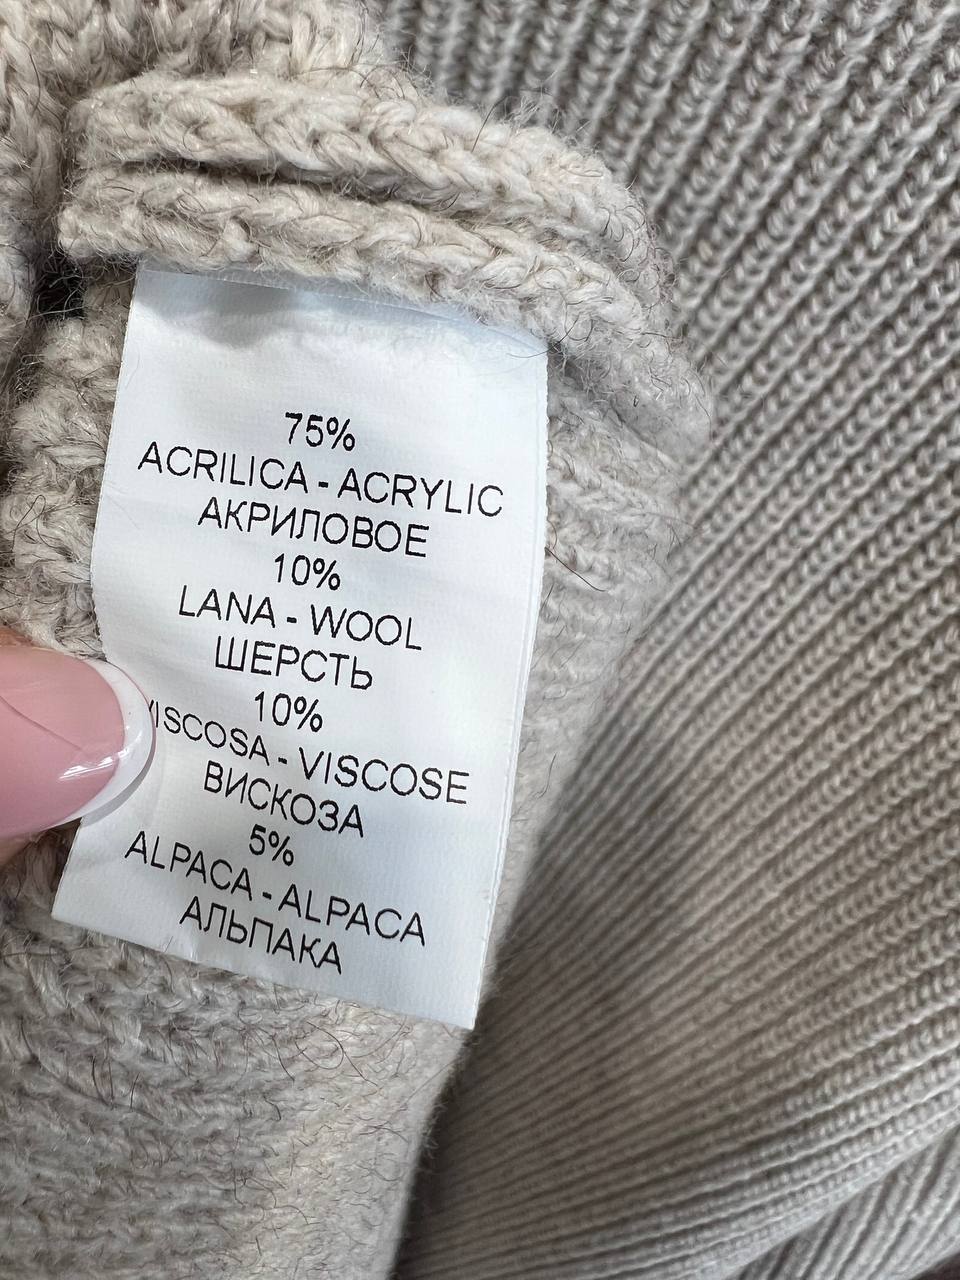 75%
ACRILICA - ACRYLIC
АКРИЛОВОЕ
10%
LANA - WOOL
ШЕРСТЬ
10%
VISCOSA - VISCOSE
ВИСКОЗА
5%
ALPACA - ALPACA
АЛЬПАКА